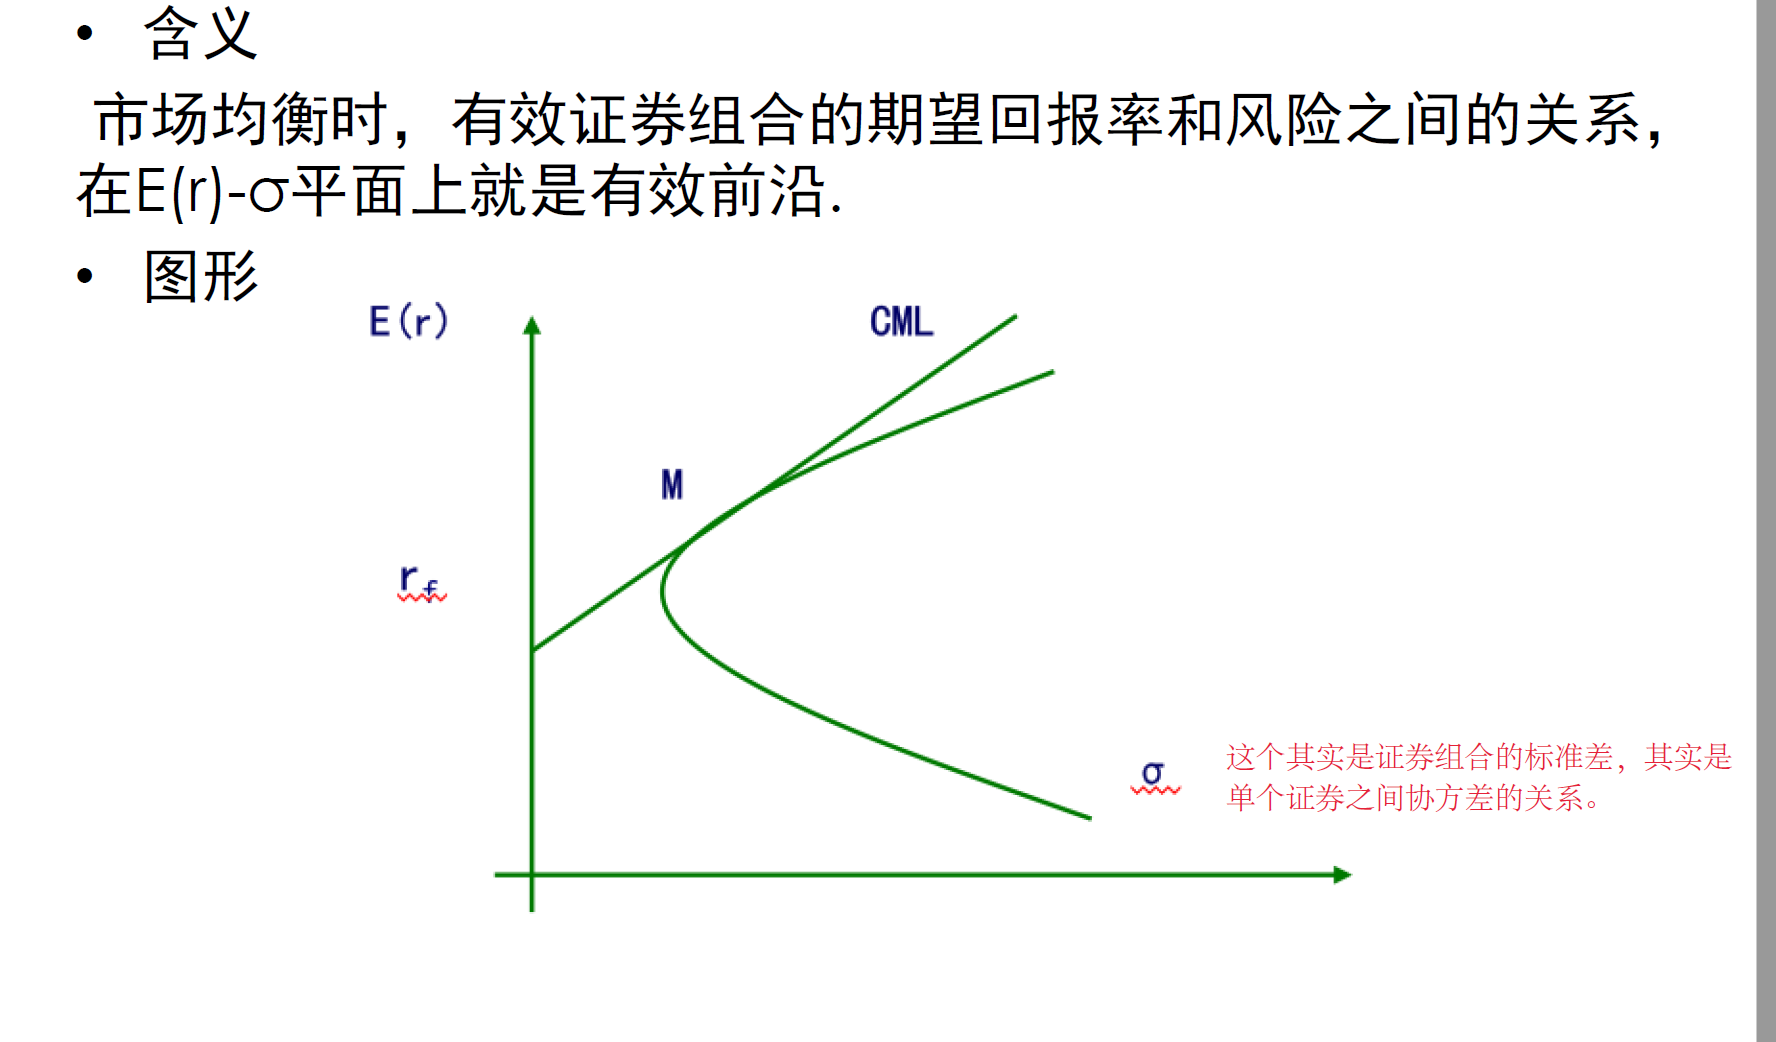 • 含义
市场均衡时，有效证券组合的期望回报率和风险之间的关系，
在E(r)-σ平面上就是有效前沿.
• 图形
E(r)
CML
M
rf
σ
这个其实是证券组合的标准差，其实是
单个证券之间协方差的关系。